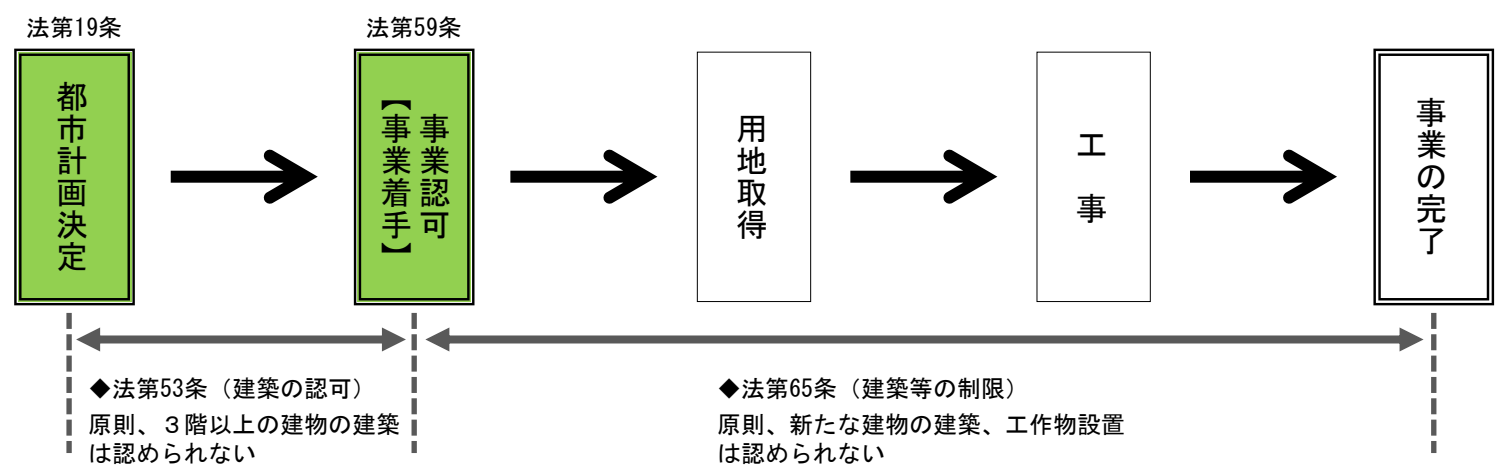 法第19条
都市計画決定
法第59条
事業認可
【事業着手】
用地取得
工事
事業の完了
◆法第53条（建築の認可）
原則、３階以上の建物の建築
は認められない
◆法第65条（建築等の制限）
原則、新たな建物の建築、工作物設置
は認められない